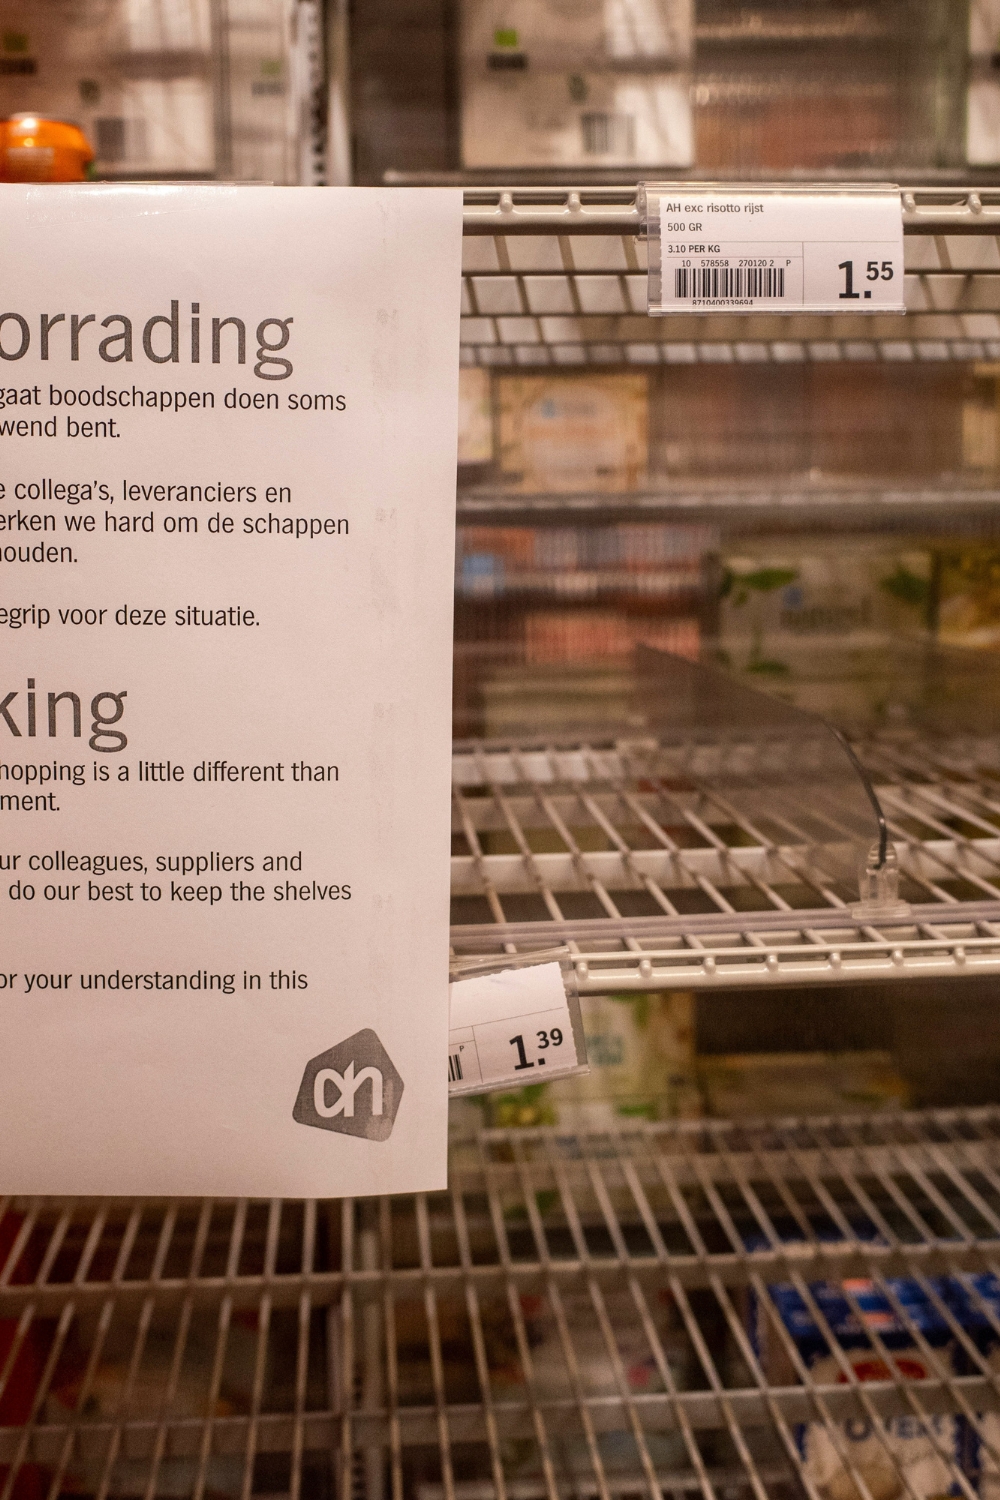 orrading
gaat boodschappen doen soms
wend bent.
e collega's, leveranciers en
erken we hard om de schappen
houden.
egrip voor deze situatie.
king
hopping is a little different than
ment.
ur colleagues, suppliers and
do our best to keep the shelves
or your understanding in this
ah
AH exc risotto rijst
500 GR
3.10 PER KG
10 578558 270120 2 P
8710400339694
1.55
P
1.39